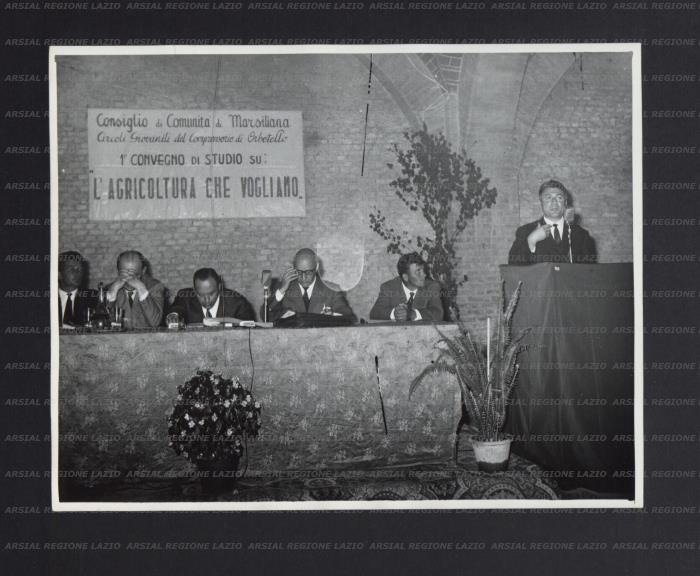 Consiglio di Comunità di Marsiliana
Circoli Giovanili del Comprensorio di Orbetello
1° CONVEGNO DI STUDIO SU:
"L'AGRICOLTURA CHE VOGLIAMO"
ARSIAL REGIONE LAZIO